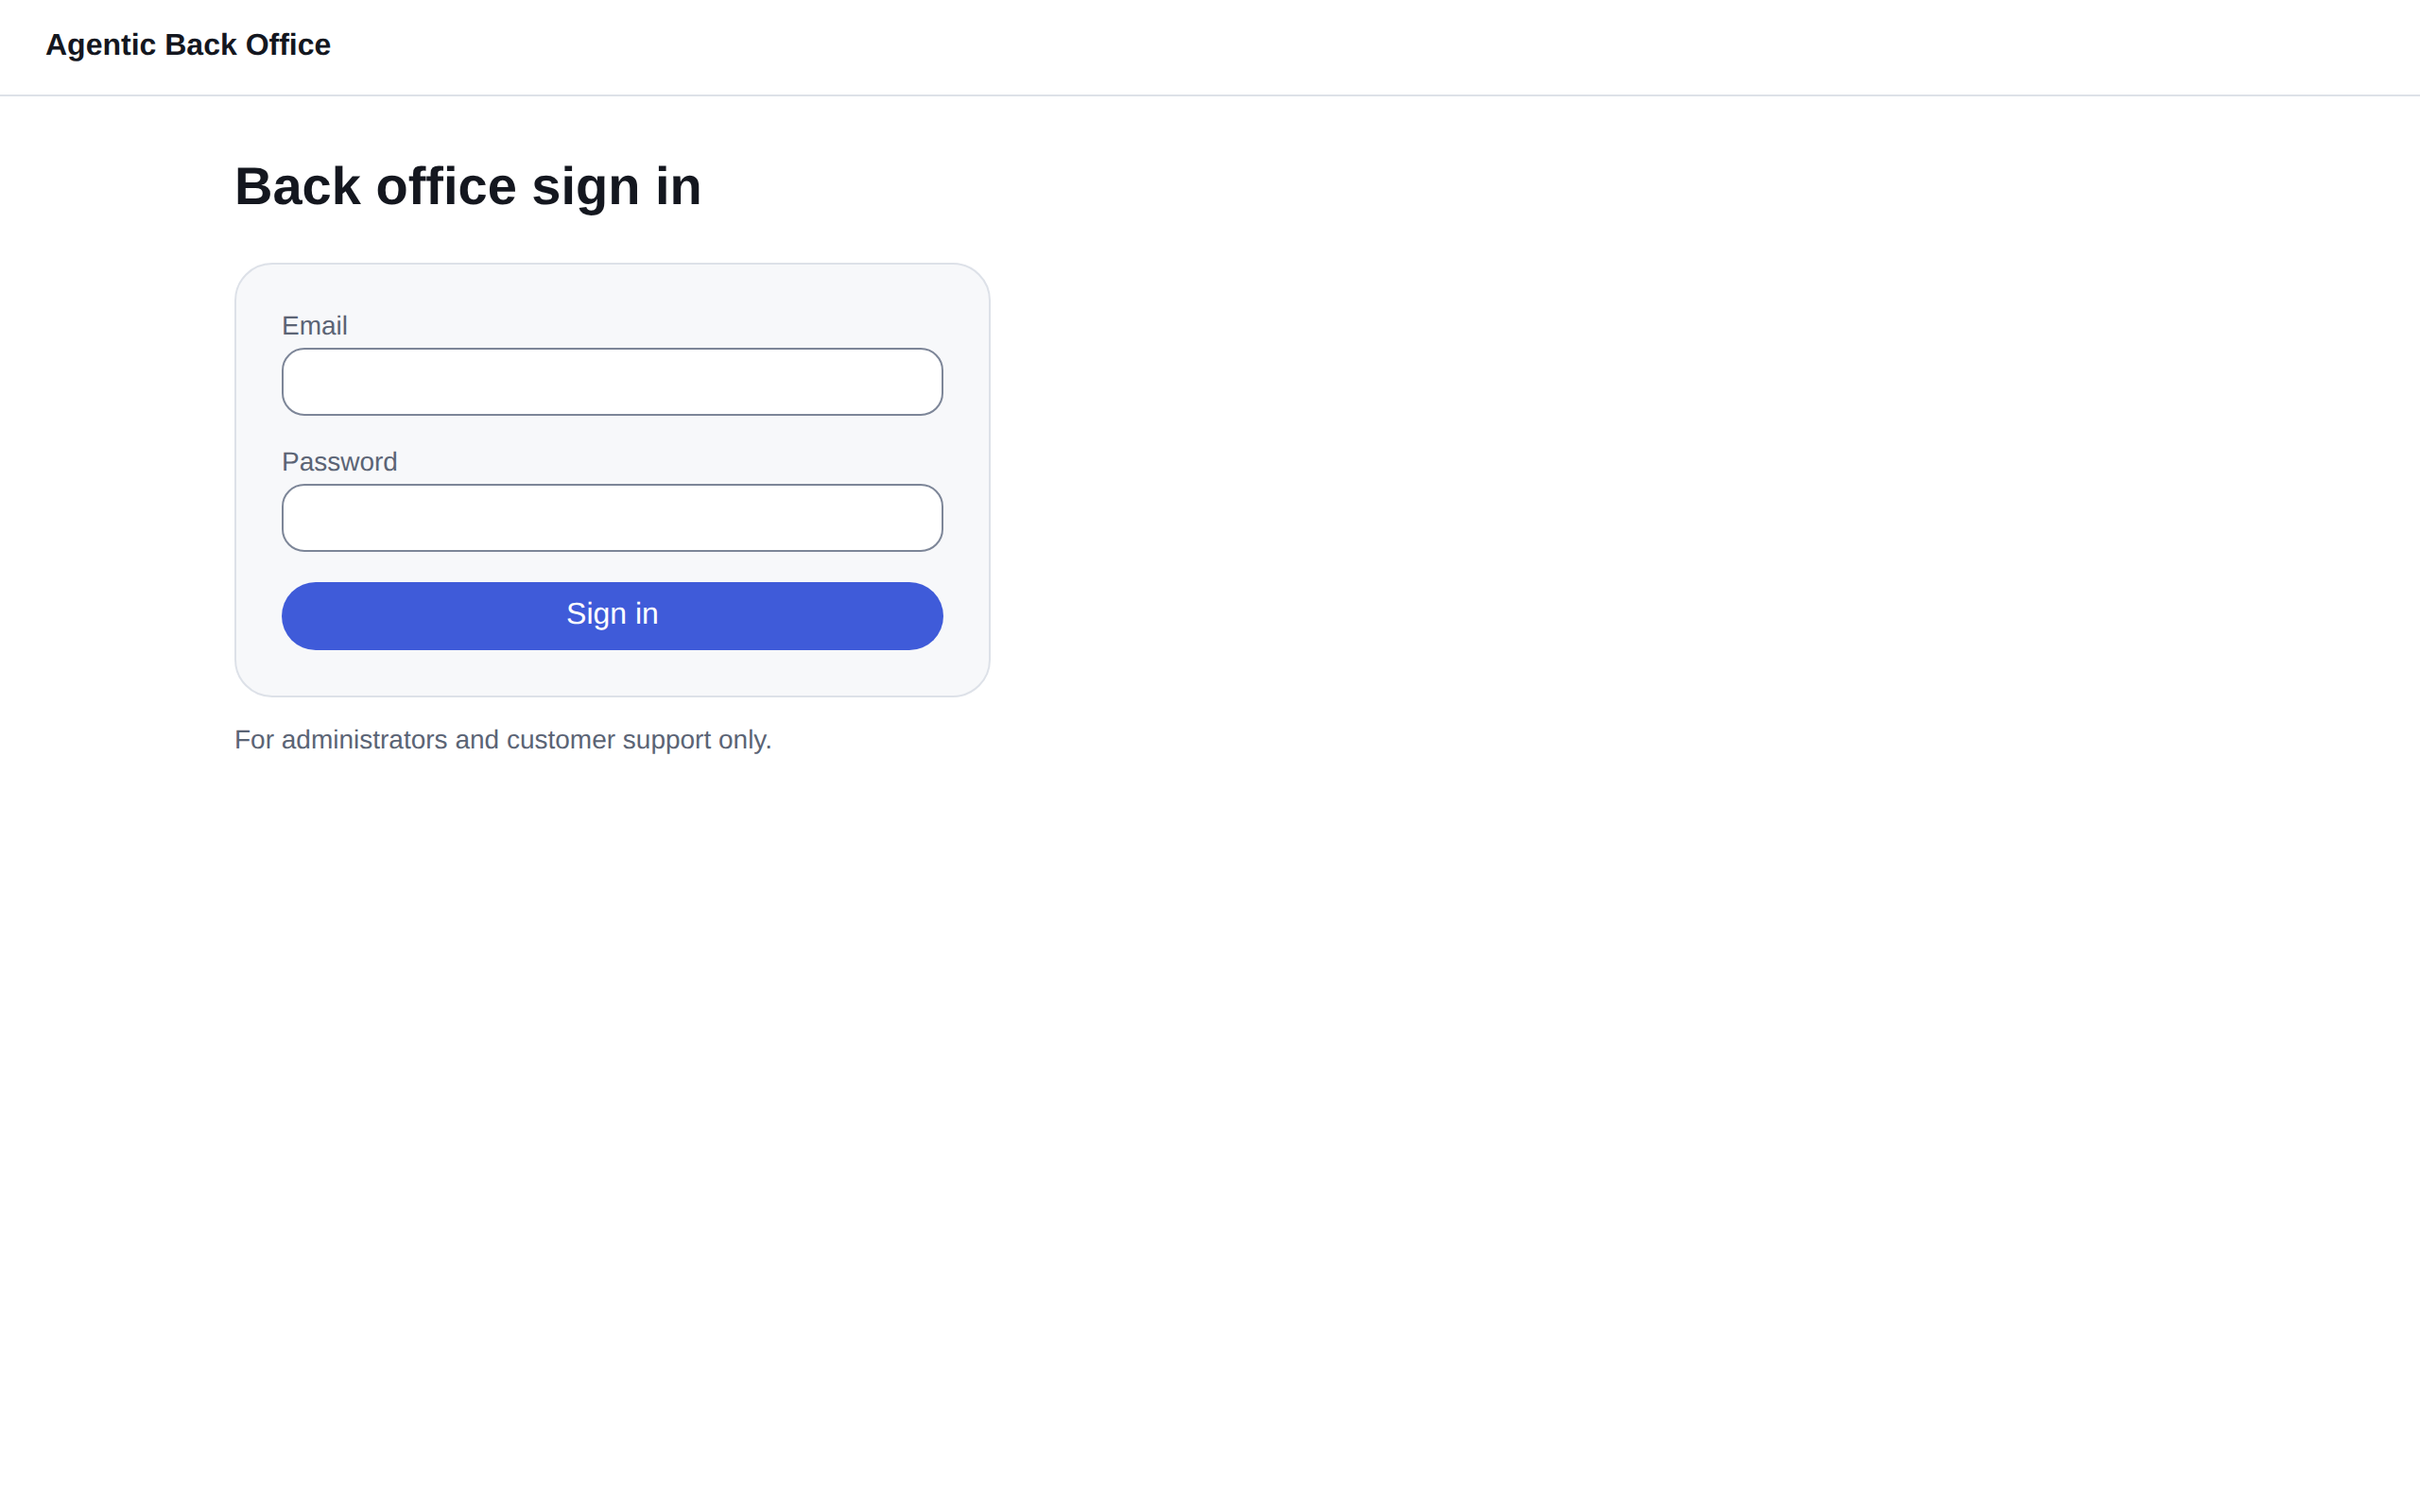 Agentic Back Office
Back office sign in
Email
Password
Sign in
For administrators and customer support only.